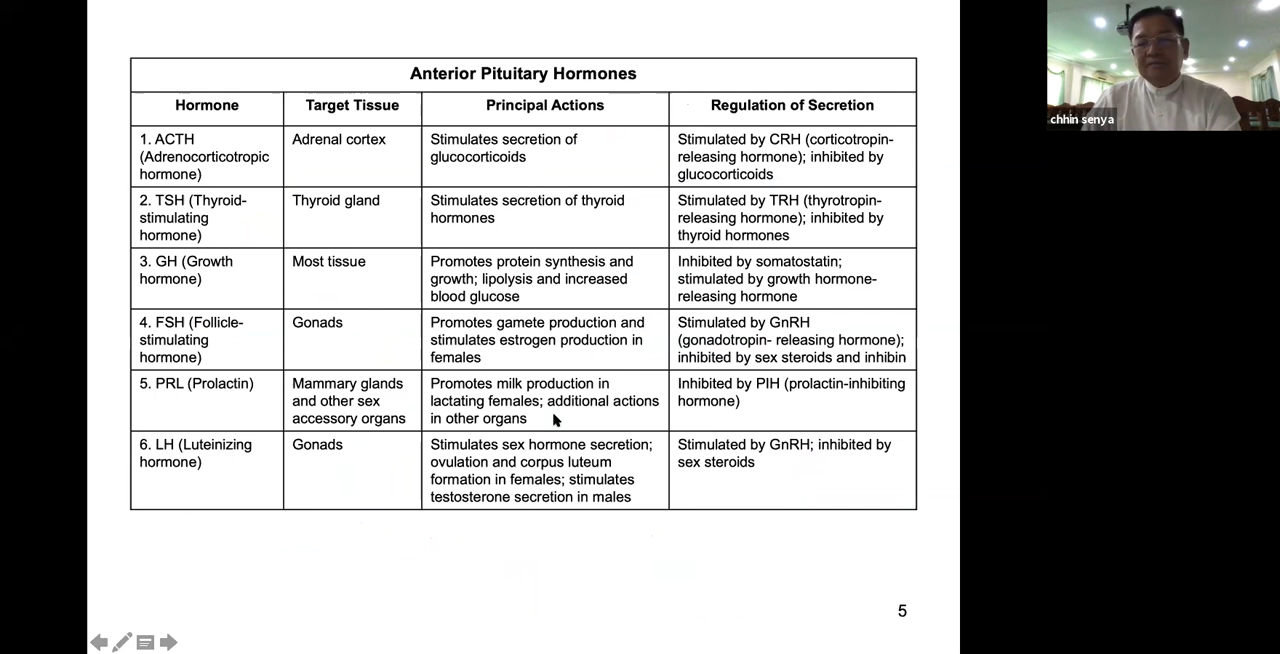 Anterior Pituitary Hormones
Hormone
Target Tissue
Principal Actions
Regulation of Secretion
1. ACTH
(Adrenocorticotropic
hormone)
Adrenal cortex
Stimulates secretion of
glucocorticoids
Stimulated by CRH (corticotropin-
releasing hormone); inhibited by
glucocorticoids
2. TSH (Thyroid-
stimulating
hormone)
Thyroid gland
Stimulates secretion of thyroid
hormones
Stimulated by TRH (thyrotropin-
releasing hormone); inhibited by
thyroid hormones
3. GH (Growth
hormone)
Most tissue
Promotes protein synthesis and
growth; lipolysis and increased
blood glucose
Inhibited by somatostatin;
stimulated by growth hormone-
releasing hormone
4. FSH (Follicle-
stimulating
hormone)
Gonads
Promotes gamete production and
stimulates estrogen production in
females
Stimulated by GnRH
(gonadotropin- releasing hormone);
inhibited by sex steroids and inhibin
5. PRL (Prolactin)
Mammary glands
and other sex
accessory organs
Promotes milk production in
lactating females; additional actions
in other organs
Inhibited by PIH (prolactin-inhibiting
hormone)
6. LH (Luteinizing
hormone)
Gonads
Stimulates sex hormone secretion;
ovulation and corpus luteum
formation in females; stimulates
testosterone secretion in males
Stimulated by GnRH; inhibited by
sex steroids
5
chhin senya